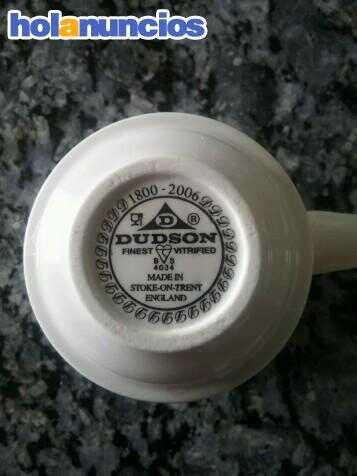 holanuncios
1800 - 2006
D ®
DUDSON
FINEST VITRIFIED
B S
4034
MADE IN
STOKE-ON-TRENT
ENGLAND